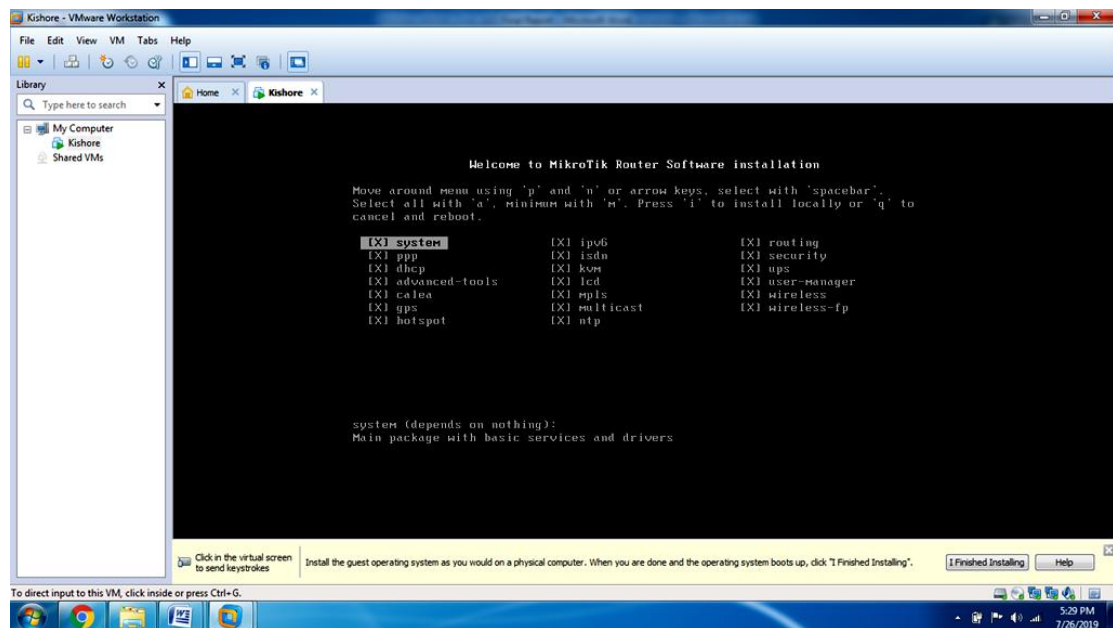 Kishore - VMware Workstation
File Edit View VM Tabs Help
Library
Type here to search
My Computer
Kishore
Shared VMs
Home
Kishore
Welcome to MikroTik Router Software installation
Move around menu using 'p' and 'n' or arrow keys, select with 'spacebar'.
Select all with 'a', minimum with 'm'. Press 'i' to install locally or 'q' to
cancel and reboot.
[X] system [X] ipv6 [X] routing
[X] ppp [X] isdn [X] security
[X] dhcp [X] kvm [X] ups
[X] advanced-tools [X] lcd [X] user-manager
[X] calea [X] mpls [X] wireless
[X] gps [X] multicast [X] wireless-fp
[X] hotspot [X] ntp
system (depends on nothing):
Main package with basic services and drivers
Click in the virtual screen
to send keystrokes
Install the guest operating system as you would on a physical computer. When you are done and the operating system boots up, click "I Finished Installing".
I Finished Installing
Help
To direct input to this VM, click inside or press Ctrl+G.
5:29 PM
7/26/2019